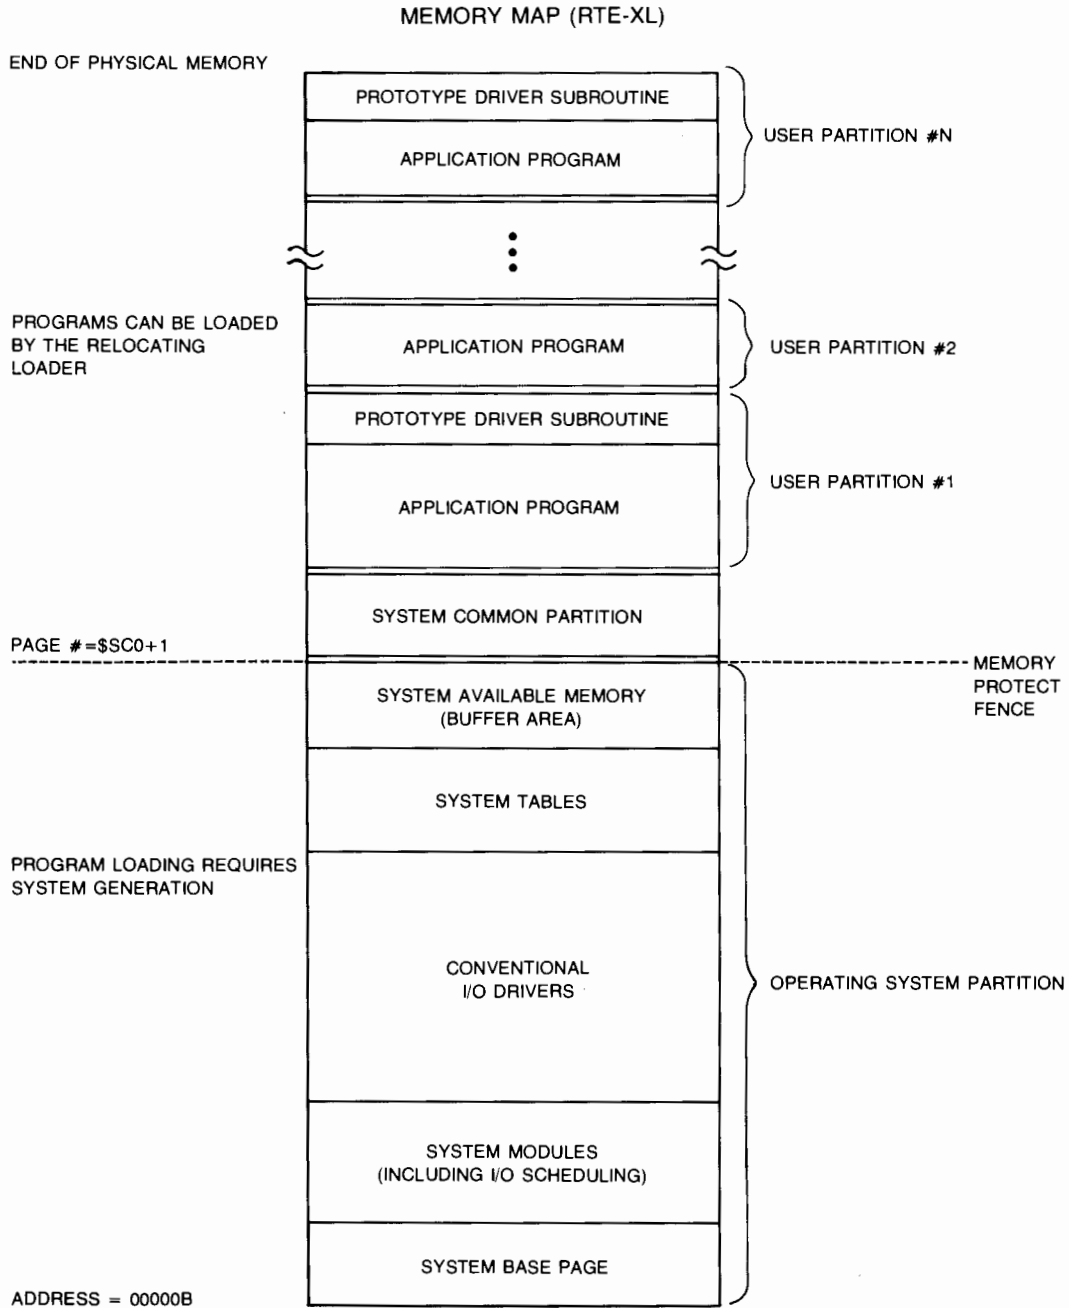 MEMORY MAP (RTE-XL)
END OF PHYSICAL MEMORY
PROTOTYPE DRIVER SUBROUTINE
APPLICATION PROGRAM
USER PARTITION #N
PROGRAMS CAN BE LOADED
BY THE RELOCATING
LOADER
APPLICATION PROGRAM
USER PARTITION #2
PROTOTYPE DRIVER SUBROUTINE
APPLICATION PROGRAM
USER PARTITION #1
SYSTEM COMMON PARTITION
PAGE #=$SC0+1
MEMORY
PROTECT
FENCE
SYSTEM AVAILABLE MEMORY
(BUFFER AREA)
SYSTEM TABLES
PROGRAM LOADING REQUIRES
SYSTEM GENERATION
CONVENTIONAL
I/O DRIVERS
OPERATING SYSTEM PARTITION
SYSTEM MODULES
(INCLUDING I/O SCHEDULING)
SYSTEM BASE PAGE
ADDRESS = 00000B